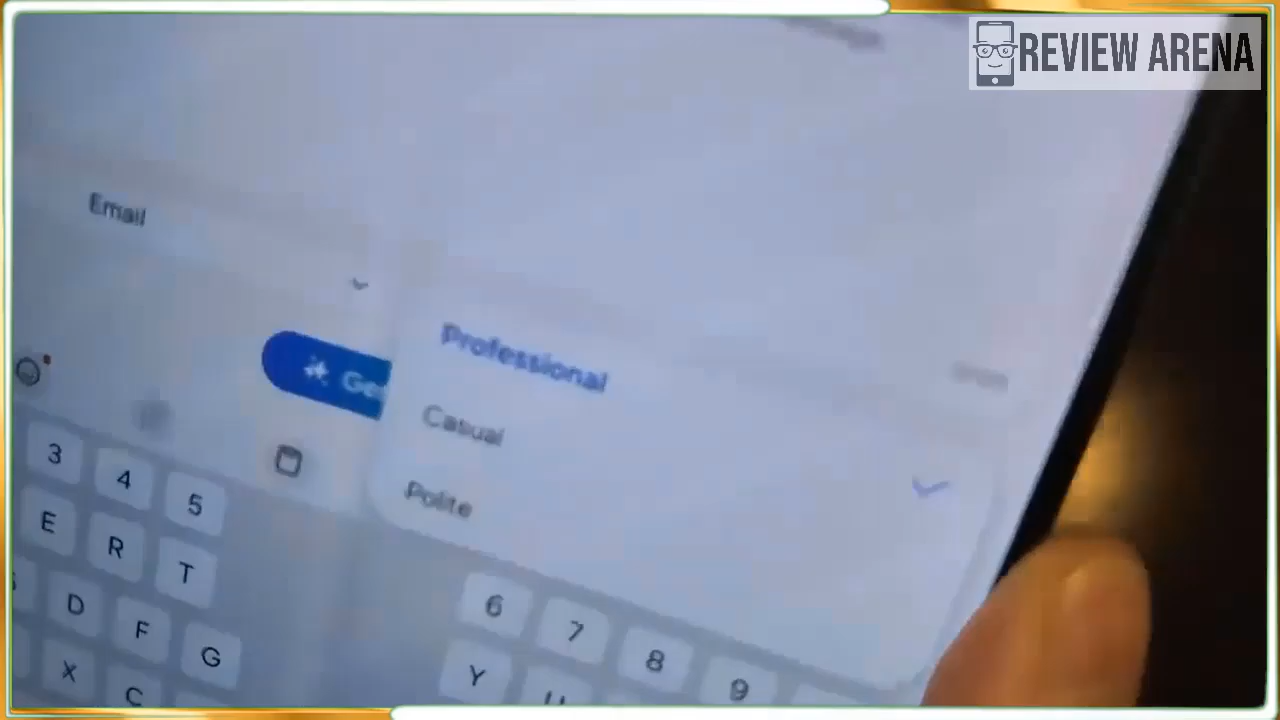 REVIEW ARENA
Email
Professional
Casual
Polite
Ge
3 4 5
E R T
D F G
X C
6 7 8 9
Y U